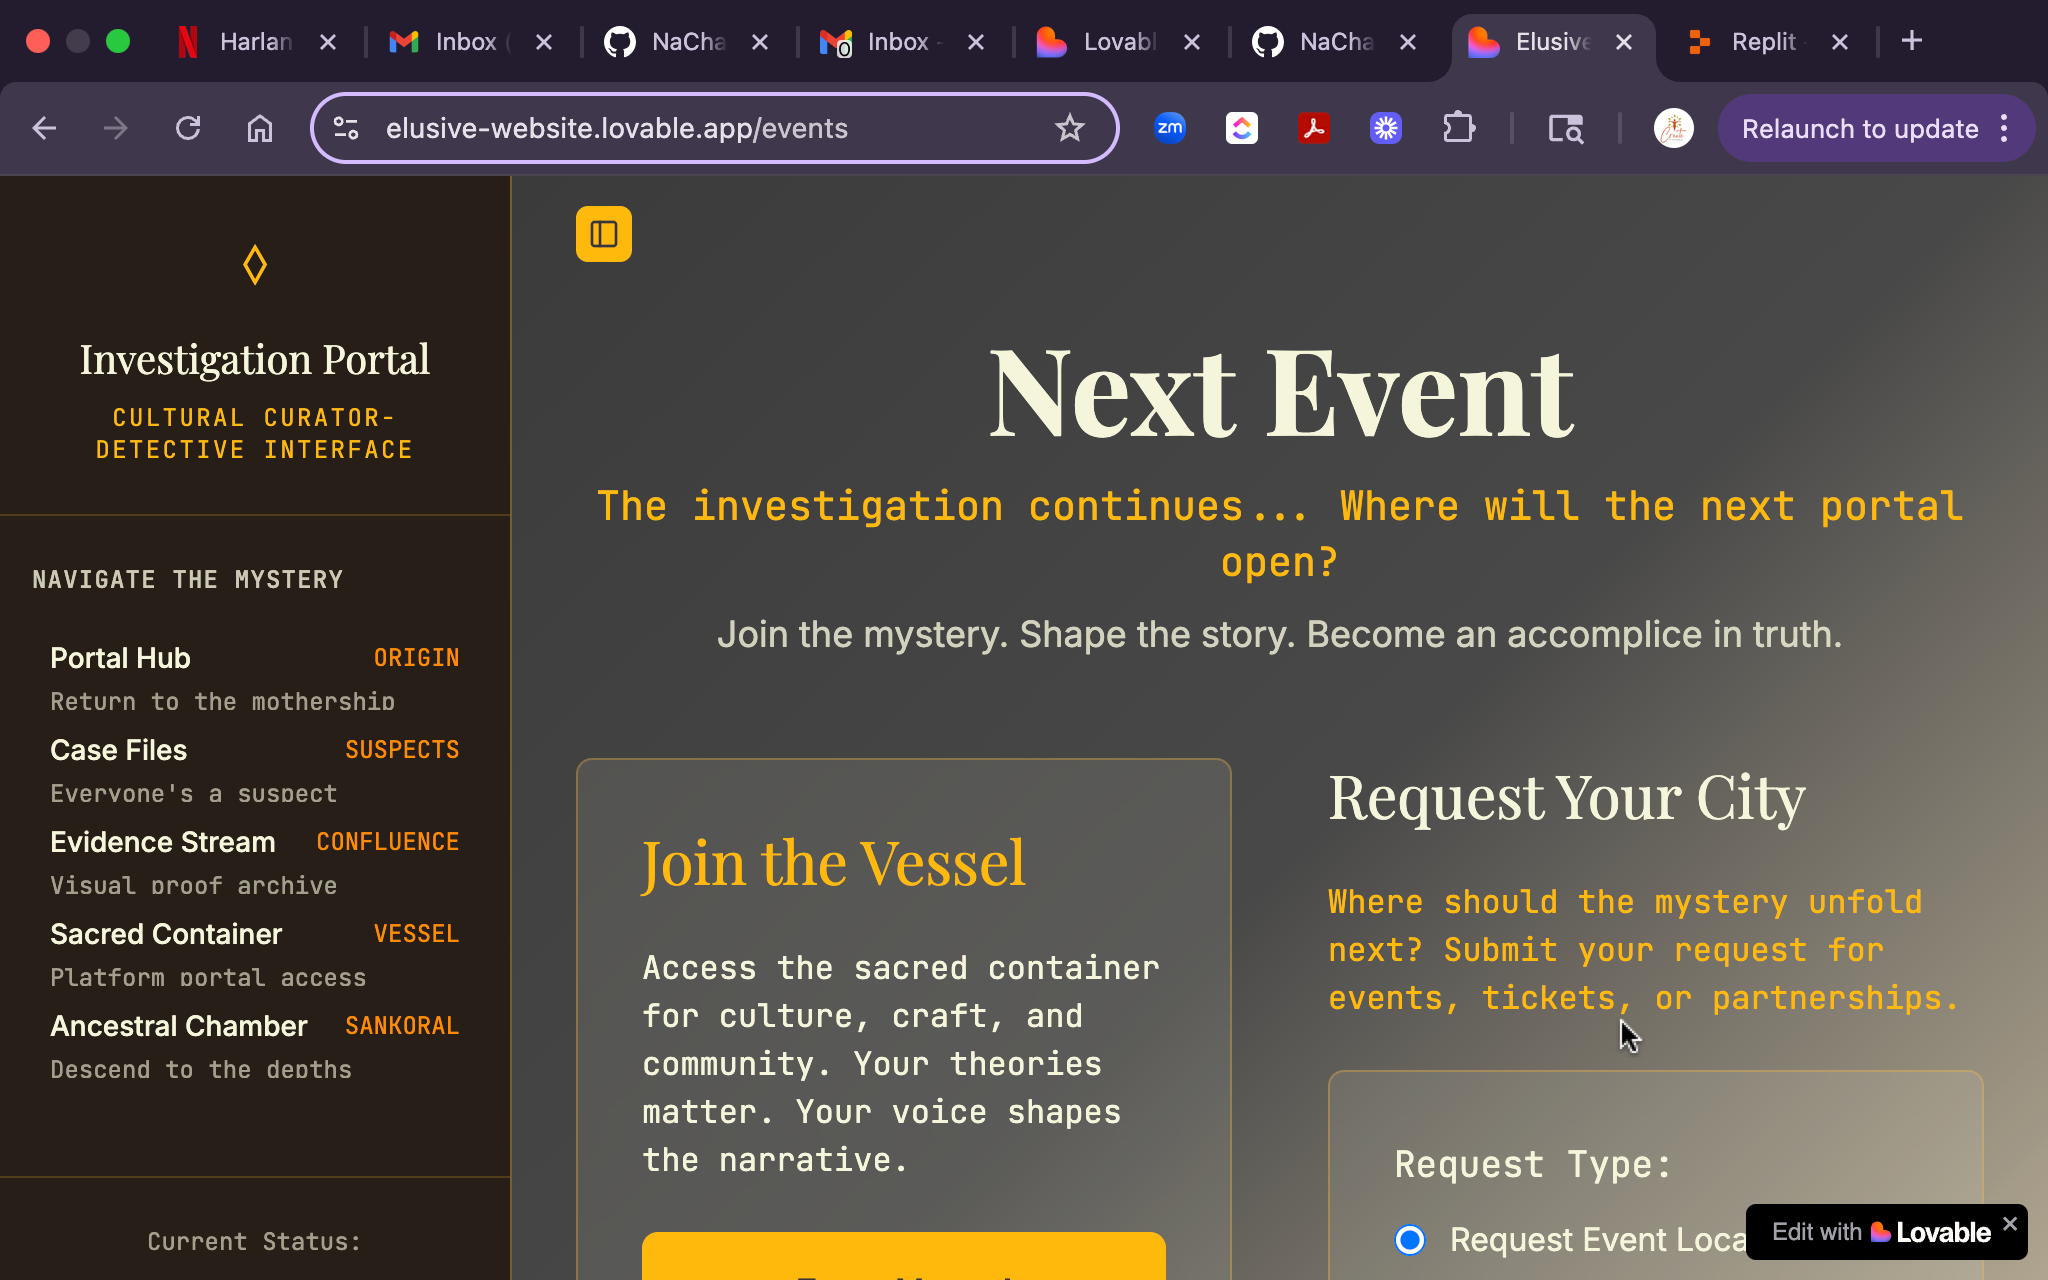 Harlan
Inbox (
NaCha
Inbox -
Lovabl
NaCha
Elusive
Replit -
elusive-website.lovable.app/events
zm
Relaunch to update
Investigation Portal
CULTURAL CURATOR-
DETECTIVE INTERFACE
NAVIGATE THE MYSTERY
Portal Hub ORIGIN
Return to the mothership
Case Files SUSPECTS
Everyone's a suspect
Evidence Stream CONFLUENCE
Visual proof archive
Sacred Container VESSEL
Platform portal access
Ancestral Chamber SANKORAL
Descend to the depths
Current Status:
Next Event
The investigation continues... Where will the next portal
open?
Join the mystery. Shape the story. Become an accomplice in truth.
Join the Vessel
Access the sacred container
for culture, craft, and
community. Your theories
matter. Your voice shapes
the narrative.
Request Your City
Where should the mystery unfold
next? Submit your request for
events, tickets, or partnerships.
Request Type:
Request Event Loca
Edit with Lovable